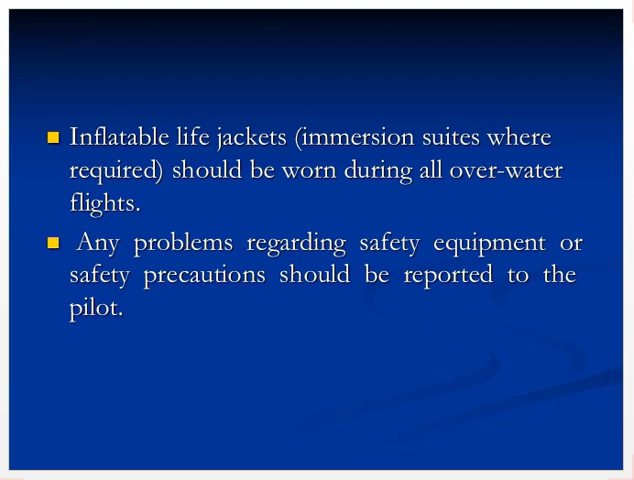 Inflatable life jackets (immersion suites where
required) should be worn during all over-water
flights.
Any problems regarding safety equipment or
safety precautions should be reported to the
pilot.